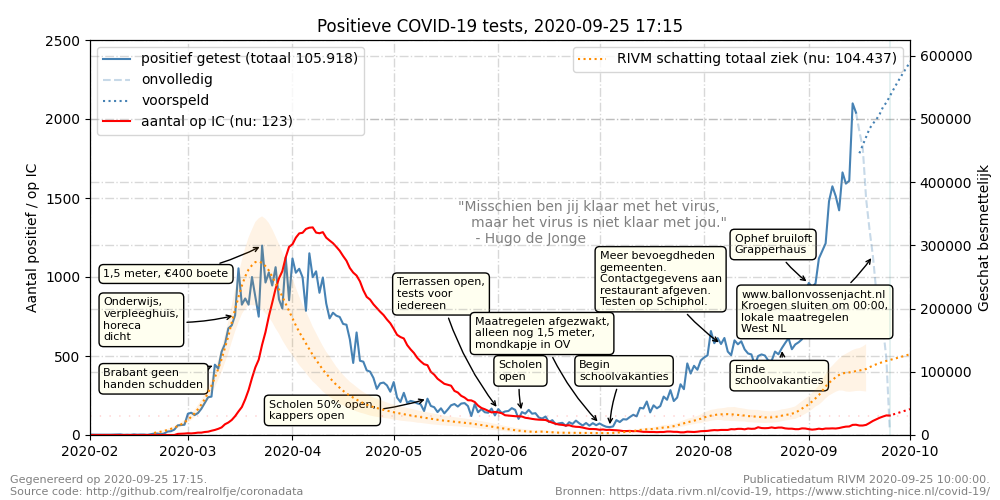 Positieve COVID-19 tests, 2020-09-25 17:15
positief getest (totaal 105.918)
onvolledig
voorspeld
aantal op IC (nu: 123)
RIVM schatting totaal ziek (nu: 104.437)
2500
2000
1500
1000
500
0
Aantal positief / op IC
600000
500000
400000
300000
200000
100000
0
Geschat besmettelijk
"Misschien ben jij klaar met het virus,
maar het virus is niet klaar met jou."
- Hugo de Jonge
1,5 meter, €400 boete
Onderwijs,
verpleeghuis,
horeca
dicht
Brabant geen
handen schudden
Scholen 50% open,
kappers open
Terrassen open,
tests voor
iedereen
Maatregelen afgezwakt,
alleen nog 1,5 meter,
mondkapje in OV
Scholen
open
Begin
schoolvakanties
Meer bevoegdheden
gemeenten.
Contactgegevens aan
restaurant afgeven.
Testen op Schiphol.
Ophef bruiloft
Grapperhaus
www.ballonvossenjacht.nl
Kroegen sluiten om 00:00,
lokale maatregelen
West NL
Einde
schoolvakanties
2020-02
2020-03
2020-04
2020-05
2020-06
2020-07
2020-08
2020-09
2020-10
Datum
Gegenereerd op 2020-09-25 17:15.
Source code: http://github.com/realrolfje/coronadata
Publicatiedatum RIVM 2020-09-25 10:00:00.
Bronnen: https://data.rivm.nl/covid-19, https://www.stichting-nice.nl/covid-19/